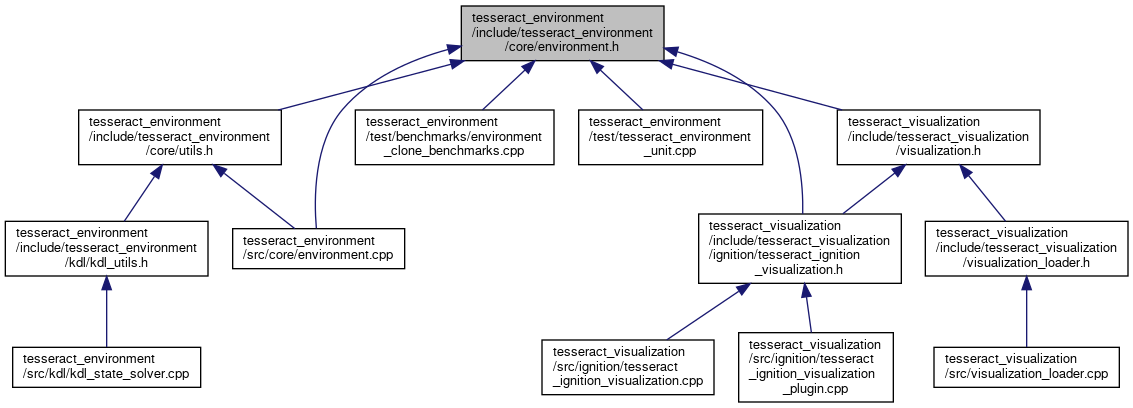 tesseract_environment
/include/tesseract_environment
/core/environment.h
tesseract_environment
/include/tesseract_environment
/core/utils.h
tesseract_environment
/test/benchmarks/environment
_clone_benchmarks.cpp
tesseract_environment
/test/tesseract_environment
_unit.cpp
tesseract_visualization
/include/tesseract_visualization
/visualization.h
tesseract_environment
/include/tesseract_environment
/kdl/kdl_utils.h
tesseract_environment
/src/core/environment.cpp
tesseract_visualization
/include/tesseract_visualization
/ignition/tesseract_ignition
_visualization.h
tesseract_visualization
/include/tesseract_visualization
/visualization_loader.h
tesseract_environment
/src/kdl/kdl_state_solver.cpp
tesseract_visualization
/src/ignition/tesseract
_ignition_visualization.cpp
tesseract_visualization
/src/ignition/tesseract
_ignition_visualization
_plugin.cpp
tesseract_visualization
/src/visualization_loader.cpp